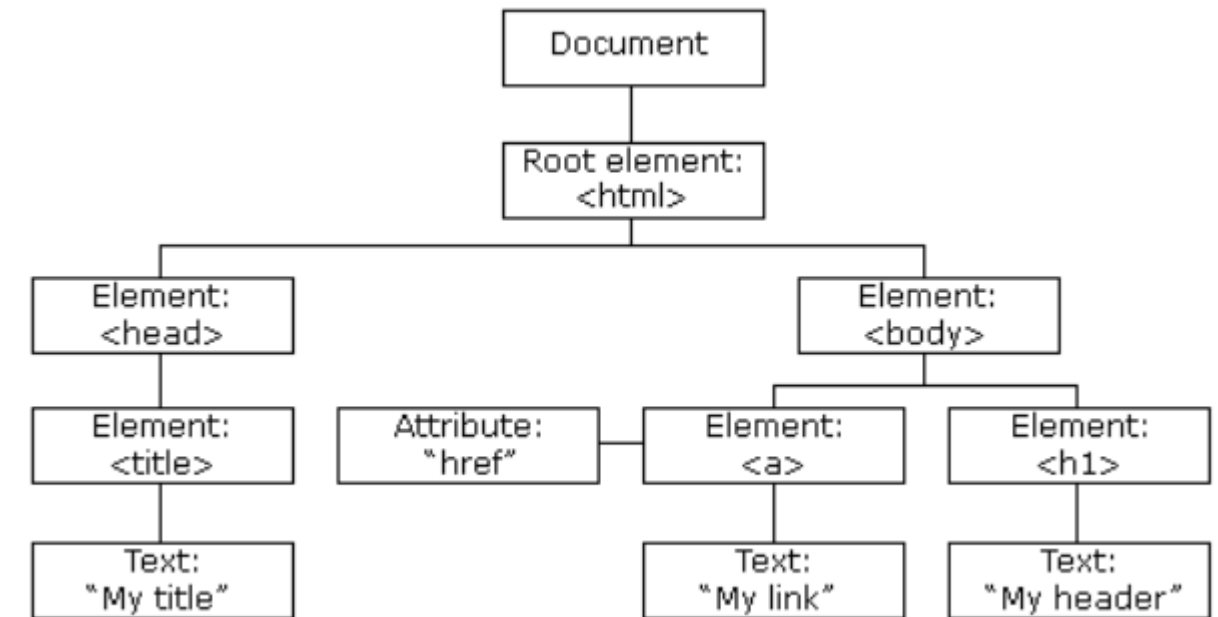 Document
Root element:
<html>
Element:
<head>
Element:
<body>
Element:
<title>
Attribute:
“href”
Element:
<a>
Element:
<h1>
Text:
“My title”
Text:
“My link”
Text:
“My header”